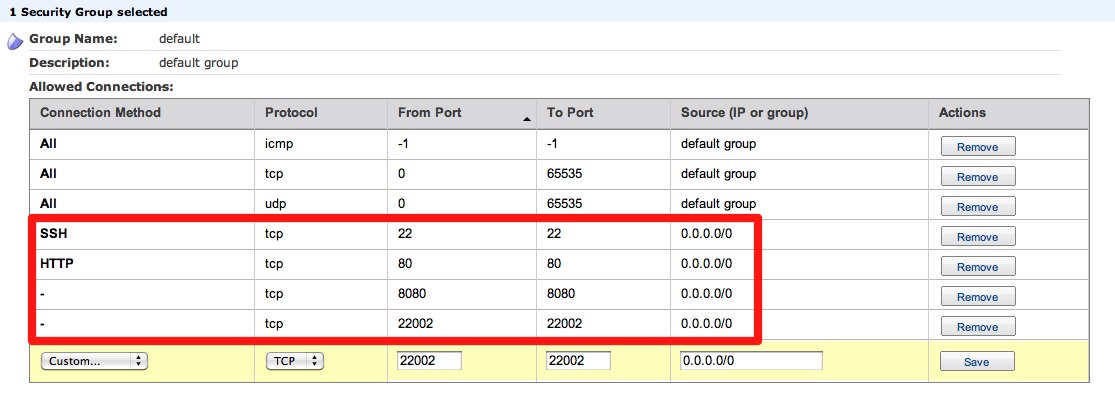 1 Security Group selected
Group Name: default
Description: default group
Allowed Connections:
Connection Method Protocol From Port To Port Source (IP or group) Actions
All icmp -1 -1 default group Remove
All tcp 0 65535 default group Remove
All udp 0 65535 default group Remove
SSH tcp 22 22 0.0.0.0/0 Remove
HTTP tcp 80 80 0.0.0.0/0 Remove
- tcp 8080 8080 0.0.0.0/0 Remove
- tcp 22002 22002 0.0.0.0/0 Remove
Custom... TCP 22002 22002 0.0.0.0/0 Save